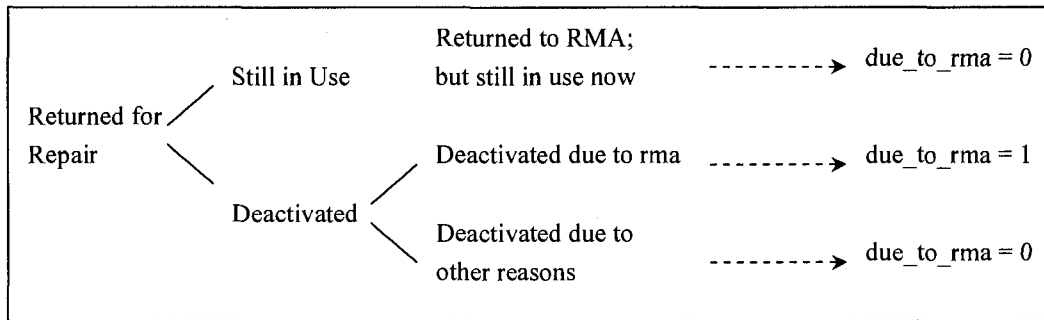 Returned to RMA;
but still in use now
Still in Use
due_to_rma = 0
Returned for
Repair
Deactivated due to rma
due_to_rma = 1
Deactivated
Deactivated due to
other reasons
due_to_rma = 0